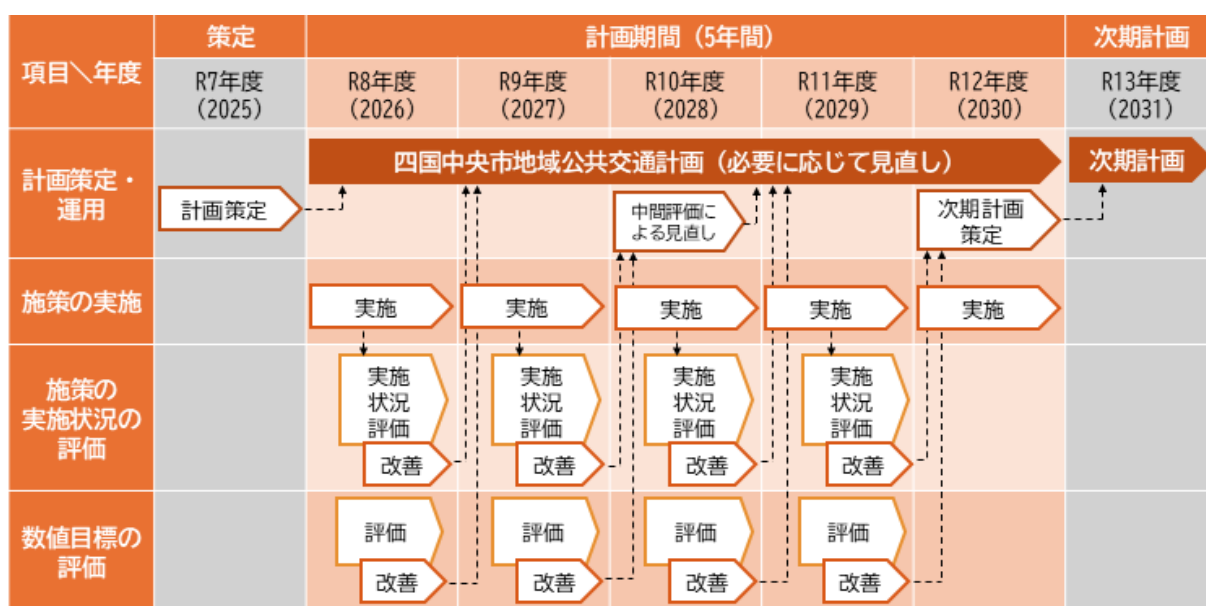 項目＼年度
策定
計画期間（5年間）
次期計画
R7年度
（2025）
R8年度
（2026）
R9年度
（2027）
R10年度
（2028）
R11年度
（2029）
R12年度
（2030）
R13年度
（2031）
計画策定・
運用
四国中央市地域公共交通計画（必要に応じて見直し）
次期計画
計画策定
中間評価に
よる見直し
次期計画
策定
施策の実施
実施
実施
実施
実施
実施
施策の
実施状況の
評価
実施
状況
評価
改善
実施
状況
評価
改善
実施
状況
評価
改善
実施
状況
評価
改善
数値目標の
評価
評価
改善
評価
改善
評価
改善
評価
改善